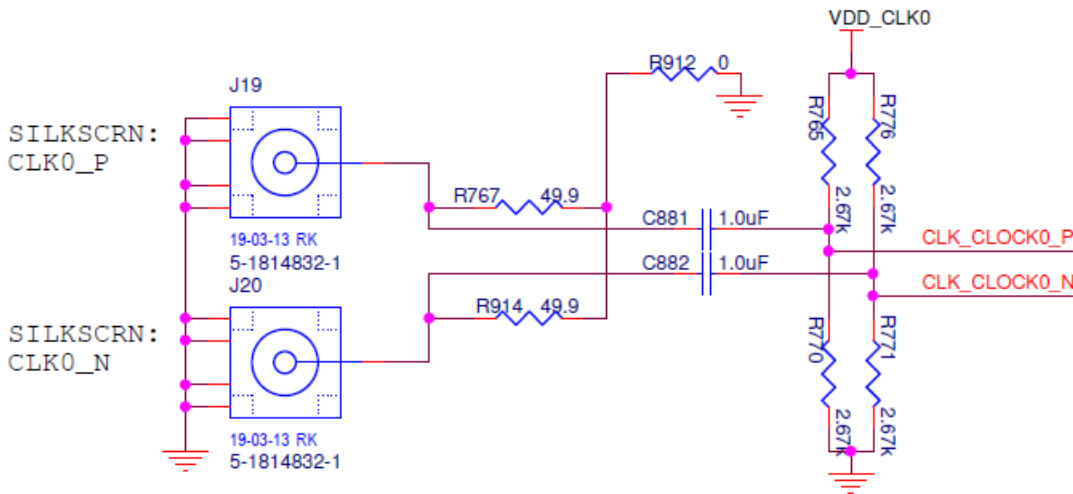 VDD_CLK0
R912 0
J19
SILKSCRN:
CLK0_P
R765
R776
2.67k
2.67k
R767 49.9
C881 1.0uF
CLK_CLOCK0_P
19-03-13 RK
5-1814832-1
C882 1.0uF
CLK_CLOCK0_N
J20
R914 49.9
SILKSCRN:
CLK0_N
R770
R771
2.67k
2.67k
19-03-13 RK
5-1814832-1